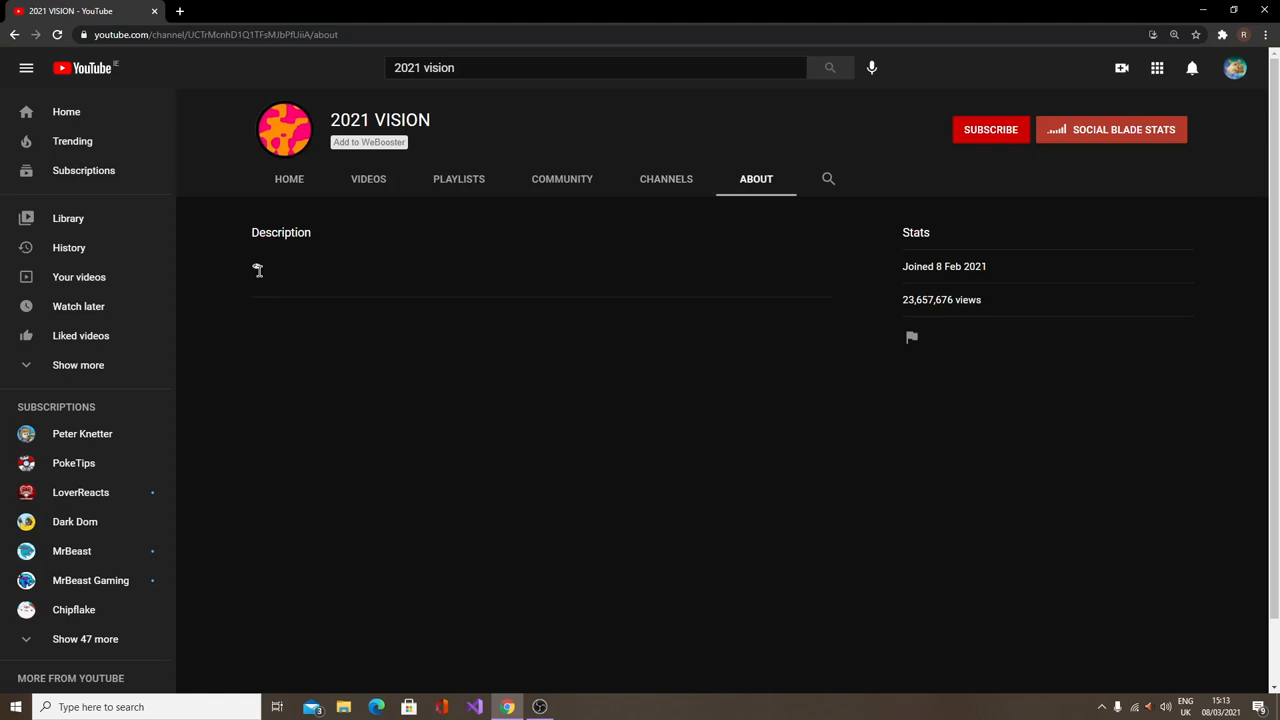 2021 VISION - YouTube
youtube.com/channel/UCTrMcnhD1Q1TFsMJbPfUiiA/about
R
YouTube IE
2021 vision
Home
Trending
Subscriptions
Library
History
Your videos
Watch later
Liked videos
Show more
SUBSCRIPTIONS
Peter Knetter
PokeTips
LoverReacts
Dark Dom
MrBeast
MrBeast Gaming
Chipflake
Show 47 more
MORE FROM YOUTUBE
2021 VISION
Add to WeBooster
SUBSCRIBE
SOCIAL BLADE STATS
HOME
VIDEOS
PLAYLISTS
COMMUNITY
CHANNELS
ABOUT
Description
Stats
Joined 8 Feb 2021
23,657,676 views
Type here to search
3
ENG
UK
15:13
08/03/2021
9